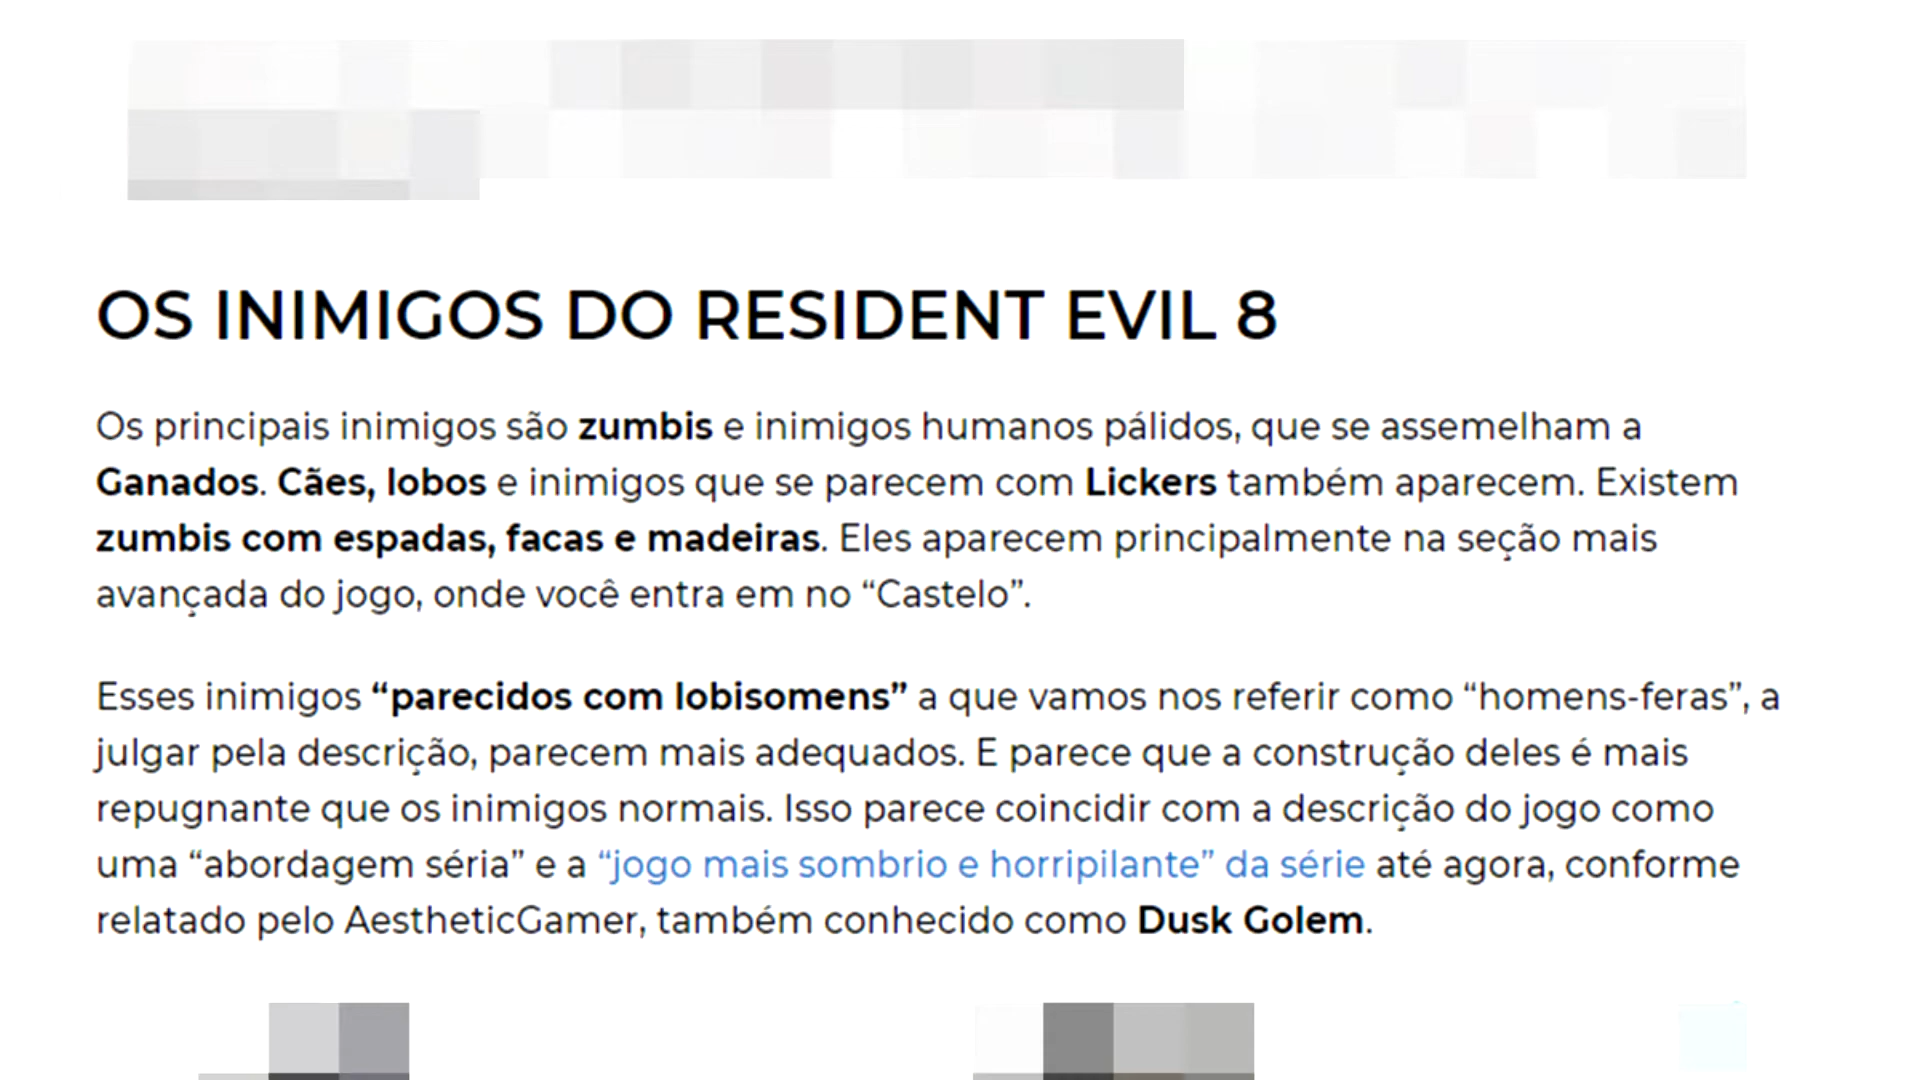 OS INIMIGOS DO RESIDENT EVIL 8
Os principais inimigos são zumbis e inimigos humanos pálidos, que se assemelham a
Ganados. Cães, lobos e inimigos que se parecem com Lickers também aparecem. Existem
zumbis com espadas, facas e madeiras. Eles aparecem principalmente na seção mais
avançada do jogo, onde você entra em no “Castelo”.
Esses inimigos “parecidos com lobisomens” a que vamos nos referir como “homens-feras”, a
julgar pela descrição, parecem mais adequados. E parece que a construção deles é mais
repugnante que os inimigos normais. Isso parece coincidir com a descrição do jogo como
uma “abordagem séria” e a “jogo mais sombrio e horripilante” da série até agora, conforme
relatado pelo AestheticGamer, também conhecido como Dusk Golem.